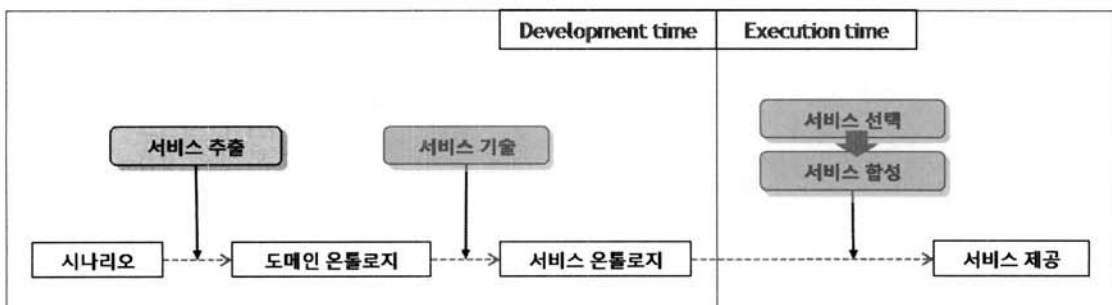 Development time
Execution time
서비스 추출
서비스 기술
서비스 선택
서비스 합성
시나리오
도메인 온톨로지
서비스 온톨로지
서비스 제공